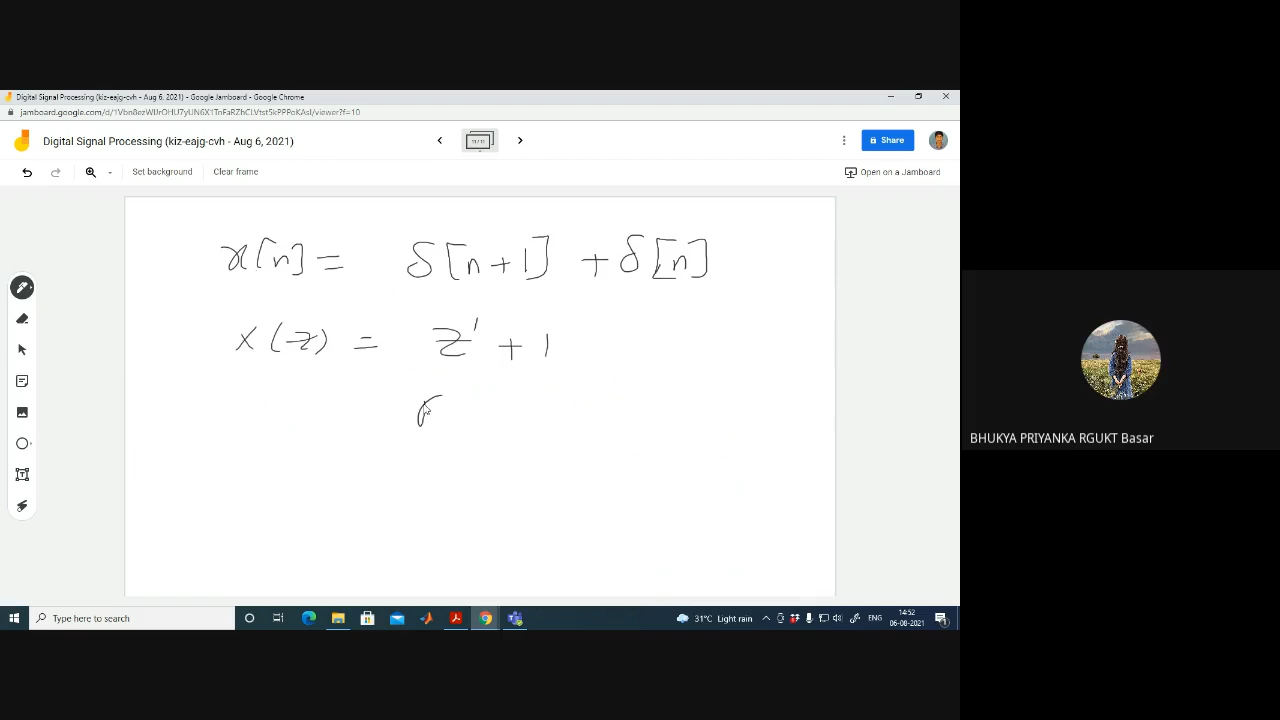 Digital Signal Processing (kiz-eajg-cvh - Aug 6, 2021) - Google Jamboard - Google Chrome
Digital Signal Processing (kiz-eajg-cvh - Aug 6, 2021)
11 / 11
Share
Set background
Clear frame
Open on a Jamboard
x[n] = δ[n+1] + δ[n]
X(z) = z¹ + 1
BHUKYA PRIYANKA RGUKT Basar
Type here to search
31°C Light rain
ENG
14:52
06-08-2021